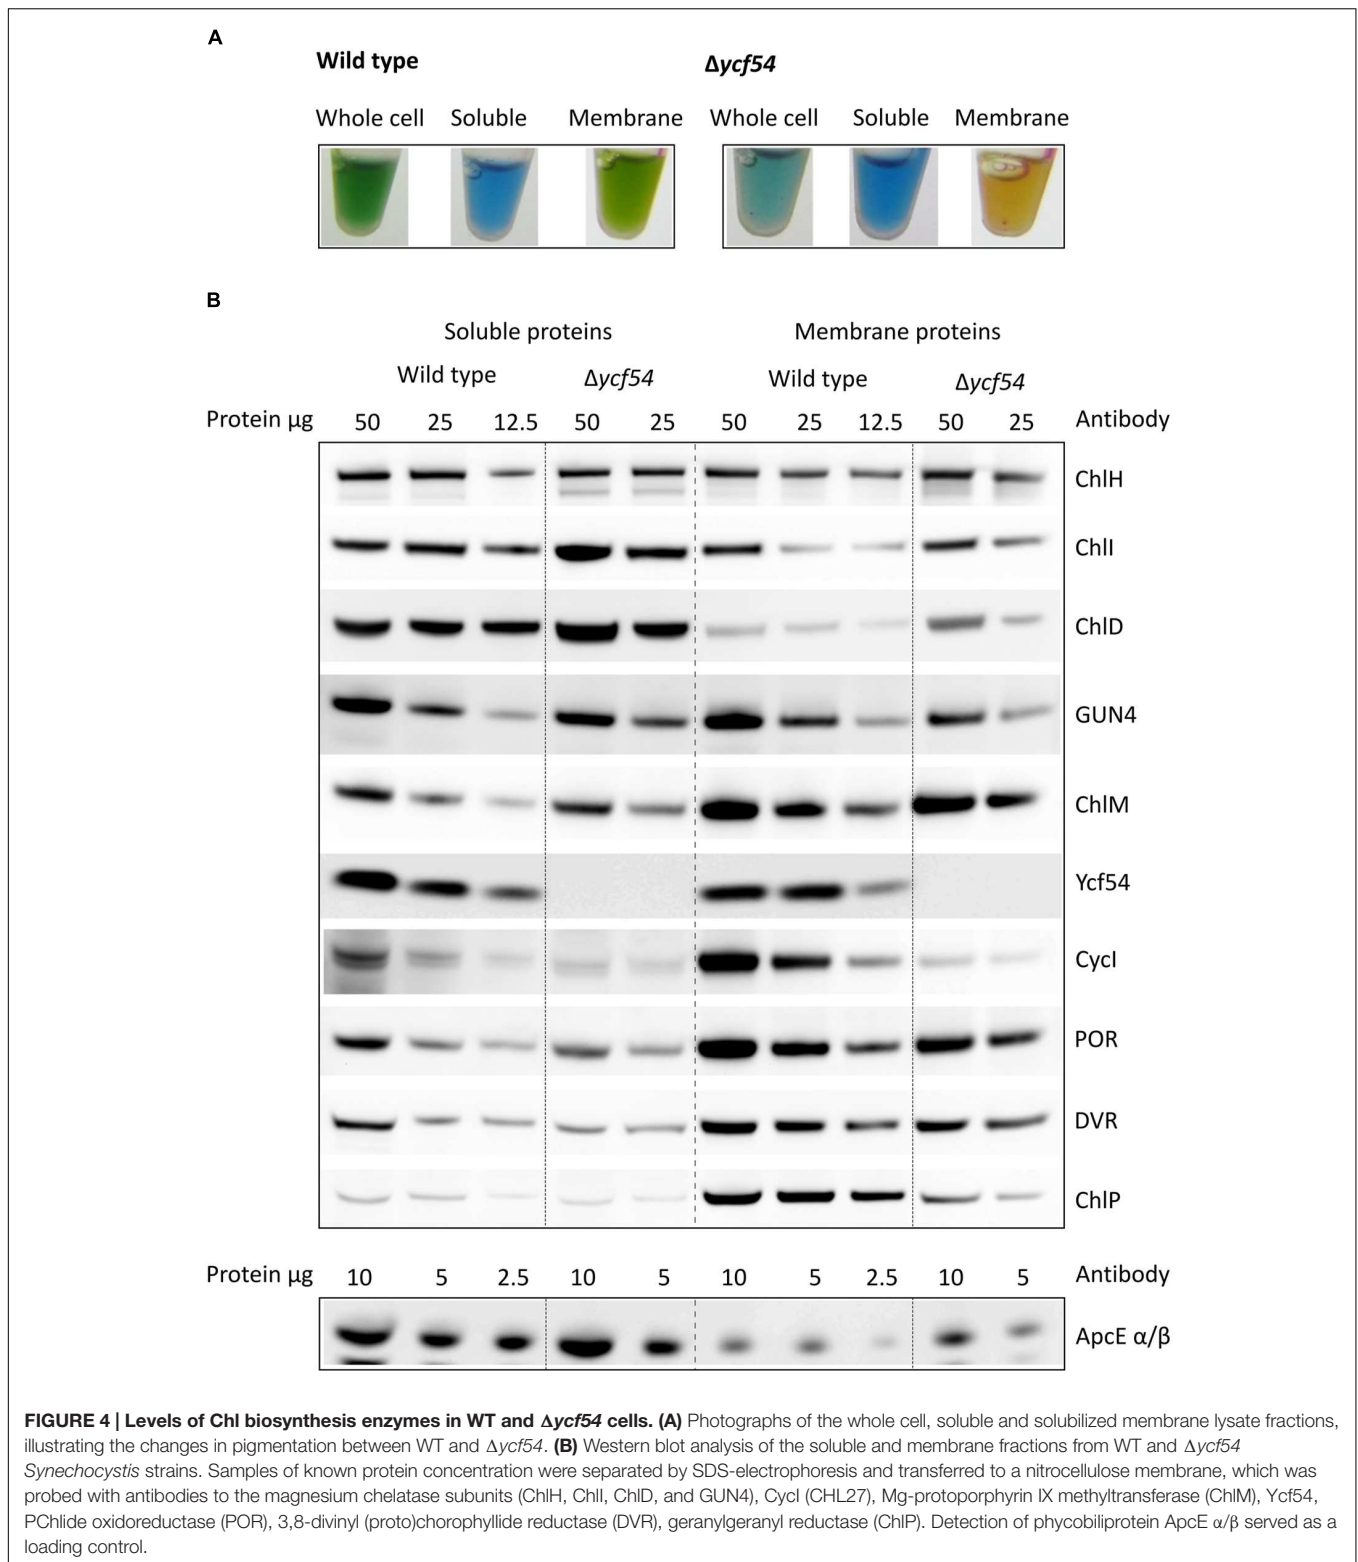 A
Wild type Δycf54
Whole cell Soluble Membrane Whole cell Soluble Membrane
B
Soluble proteins Membrane proteins
Wild type Δycf54 Wild type Δycf54
Protein µg 50 25 12.5 50 25 50 25 12.5 50 25 Antibody
ChlH
ChlI
ChlD
GUN4
ChlM
Ycf54
CycI
POR
DVR
ChlP
Protein µg 10 5 2.5 10 5 10 5 2.5 10 5 Antibody
ApcE α/β
FIGURE 4 | Levels of Chl biosynthesis enzymes in WT and Δycf54 cells. (A) Photographs of the whole cell, soluble and solubilized membrane lysate fractions,
illustrating the changes in pigmentation between WT and Δycf54. (B) Western blot analysis of the soluble and membrane fractions from WT and Δycf54
Synechocystis strains. Samples of known protein concentration were separated by SDS-electrophoresis and transferred to a nitrocellulose membrane, which was
probed with antibodies to the magnesium chelatase subunits (ChlH, ChlI, ChlD, and GUN4), CycI (CHL27), Mg-protoporphyrin IX methyltransferase (ChlM), Ycf54,
PChlide oxidoreductase (POR), 3,8-divinyl (proto)chorophyllide reductase (DVR), geranylgeranyl reductase (ChlP). Detection of phycobiliprotein ApcE α/β served as a
loading control.